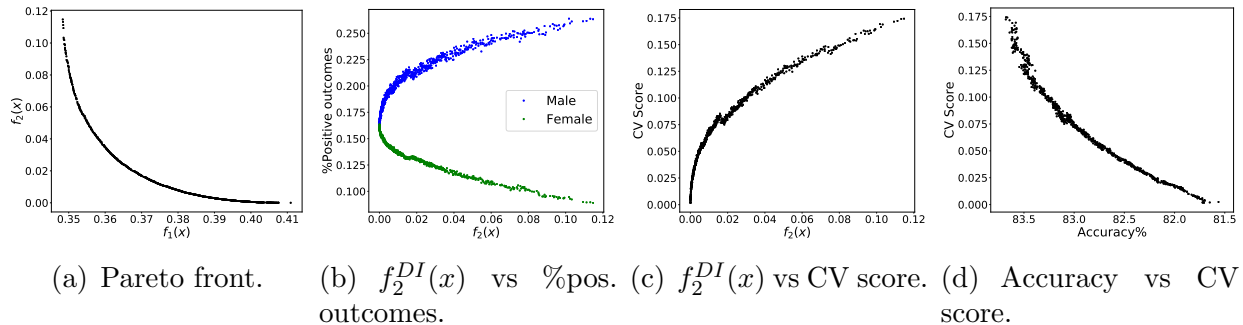 0.12
0.10
0.08
0.06
0.04
0.02
0.00
f₂(x)
0.35 0.36 0.37 0.38 0.39 0.40 0.41
f₁(x)
0.250
0.225
0.200
0.175
0.150
0.125
0.100
%Positive outcomes
Male
Female
0.00 0.02 0.04 0.06 0.08 0.10 0.12
f₂(x)
0.175
0.150
0.125
0.100
0.075
0.050
0.025
0.000
CV Score
0.00 0.02 0.04 0.06 0.08 0.10 0.12
f₂(x)
0.175
0.150
0.125
0.100
0.075
0.050
0.025
0.000
CV Score
83.5 83.0 82.5 82.0 81.5
Accuracy%
(a) Pareto front.
(b) f₂^{DI}(x) vs %pos.
outcomes.
(c) f₂^{DI}(x) vs CV score.
(d) Accuracy vs CV
score.